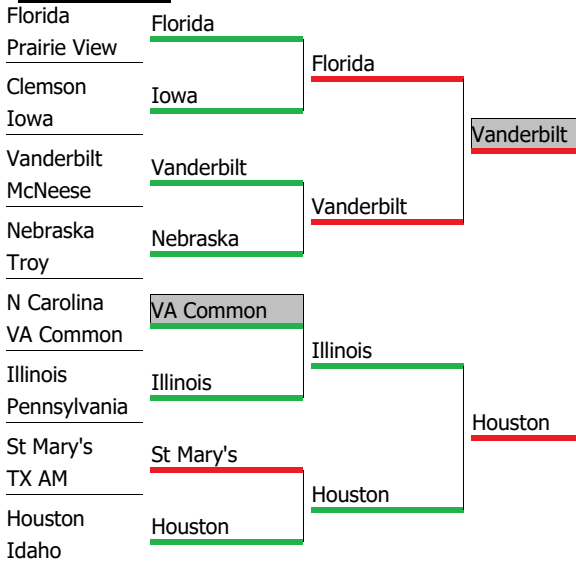 Florida
Prairie View
Clemson
Iowa
Vanderbilt
McNeese
Nebraska
Troy
N Carolina
VA Common
Illinois
Pennsylvania
St Mary's
TX AM
Houston
Idaho
Florida
Iowa
Vanderbilt
Nebraska
VA Common
Illinois
St Mary's
Houston
Florida
Vanderbilt
Illinois
Houston
Vanderbilt
Houston